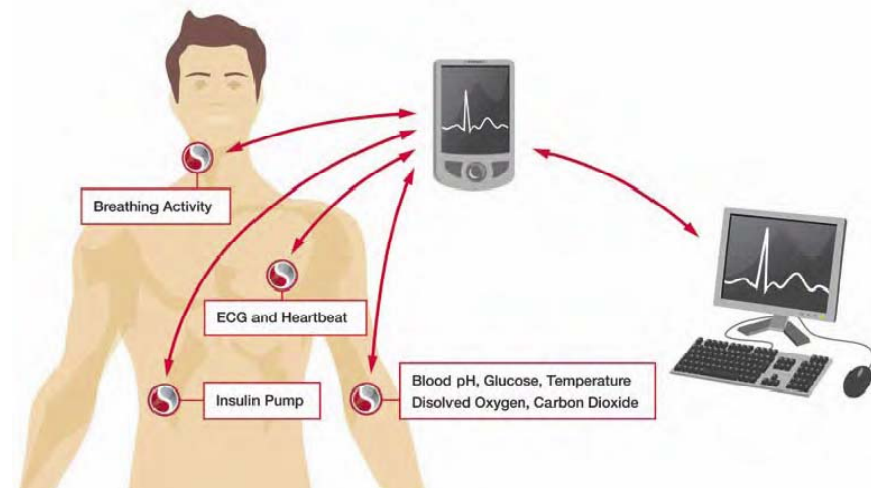 Breathing Activity
ECG and Heartbeat
Insulin Pump
Blood pH, Glucose, Temperature
Disolved Oxygen, Carbon Dioxide